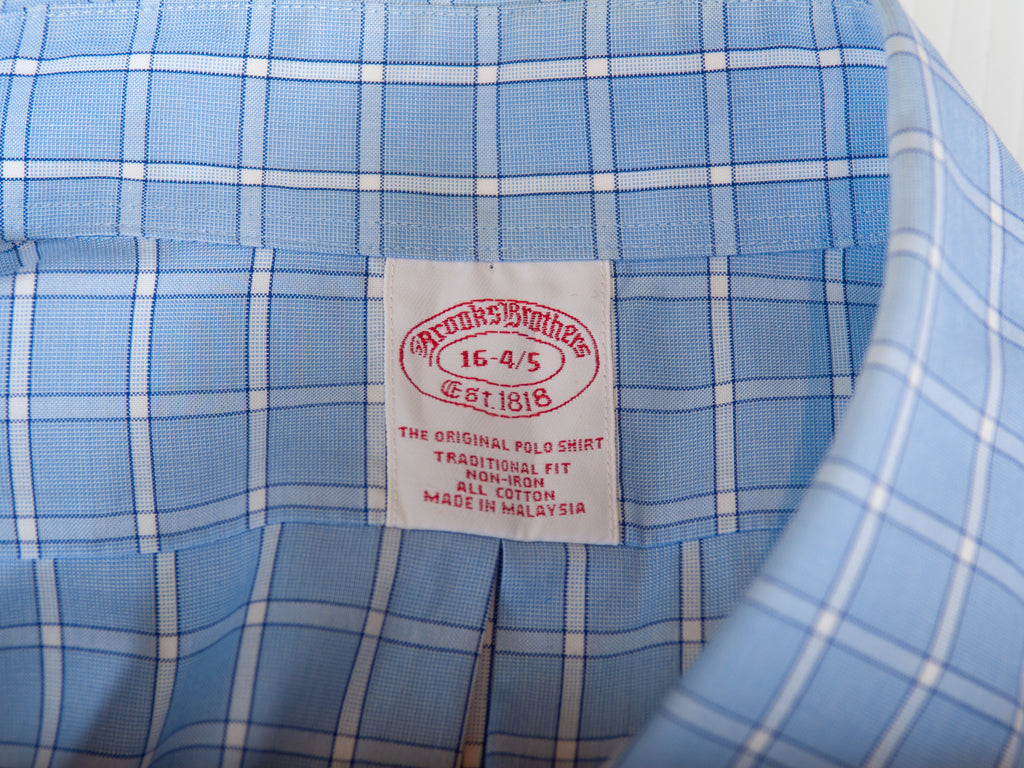 Brooks Brothers
16-4/5
Est. 1818
THE ORIGINAL POLO SHIRT
TRADITIONAL FIT
NON-IRON
ALL COTTON
MADE IN MALAYSIA